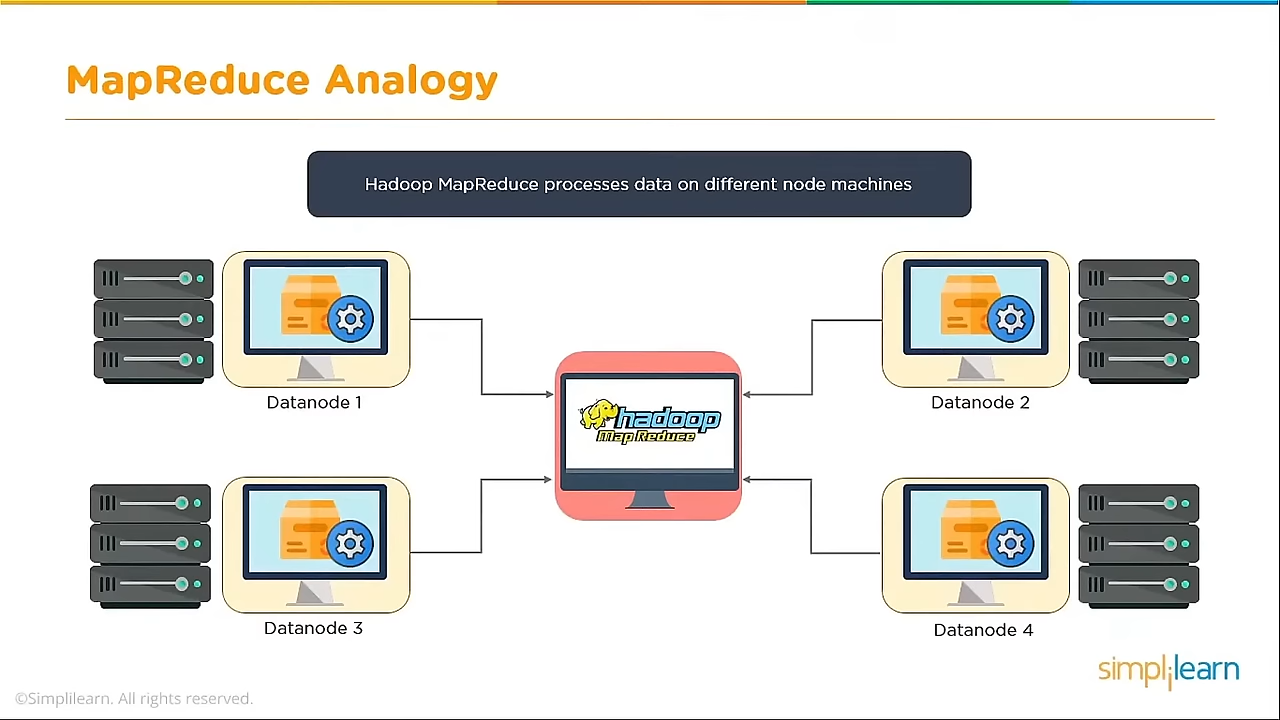 MapReduce Analogy
Hadoop MapReduce processes data on different node machines
Datanode 1
Datanode 2
hadoop
Map Reduce
Datanode 3
Datanode 4
simplilearn
©Simplilearn. All rights reserved.